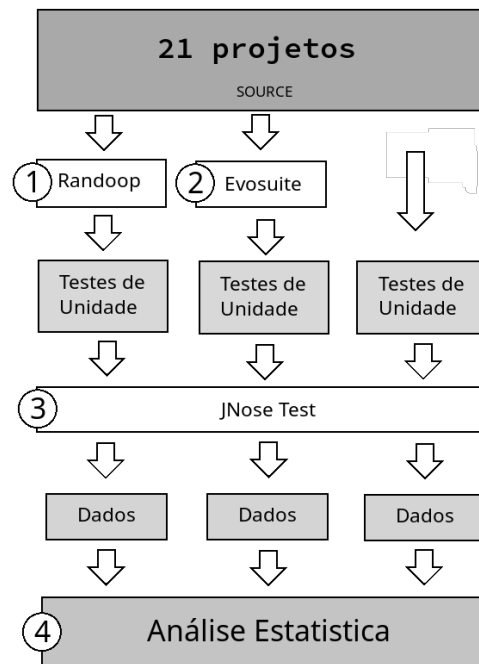 21 projetos
SOURCE
1 Randoop
2 Evosuite
Testes de
Unidade
Testes de
Unidade
Testes de
Unidade
3 JNose Test
Dados
Dados
Dados
4 Análise Estatistica